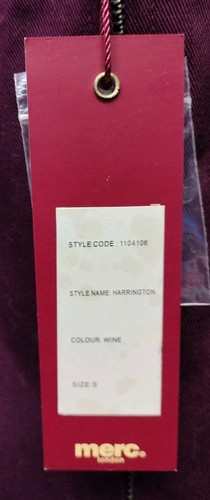 STYLE CODE : 1104106
STYLE NAME: HARRINGTON
COLOUR: WINE
SIZE: S
merc.
london